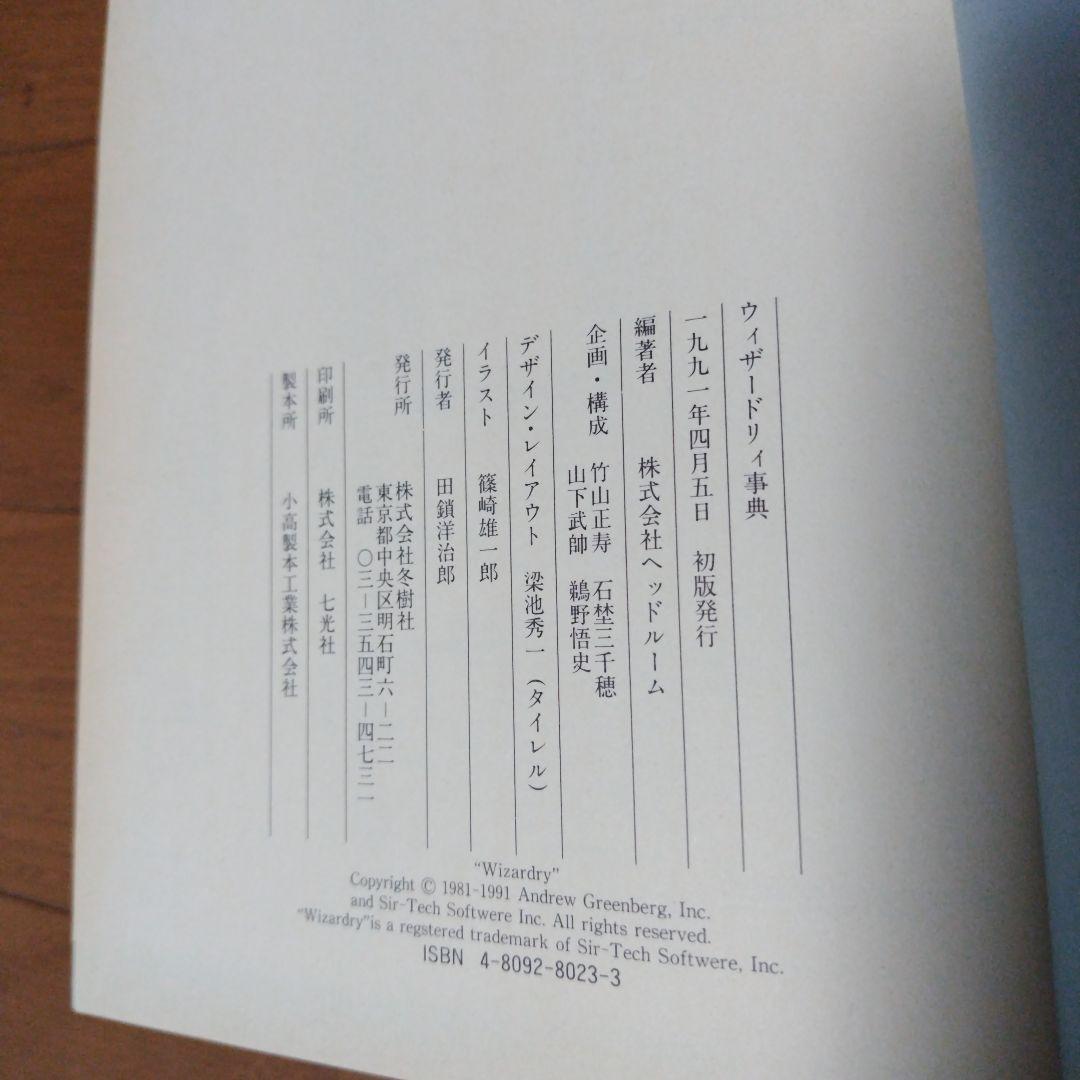 ウィザードリィ事典
一九九一年四月五日 初版発行
編著者 株式会社ヘッドルーム
企画・構成 竹山正寿 石埜三千穂
山下武帥 鵜野悟史
デザイン・レイアウト 梁池秀一(タイレル)
イラスト 篠崎雄一郎
発行者 田鎖洋治郎
発行所 株式会社冬樹社
東京都中央区明石町六-二二
電話 〇三-三五四三-四七三一
印刷所 株式会社 七光社
製本所 小高製本工業株式会社
“Wizardry”
Copyright © 1981-1991 Andrew Greenberg, Inc.
and Sir-Tech Softwere Inc. All rights reserved.
“Wizardry”is a regstered trademark of Sir-Tech Softwere, Inc.
ISBN 4-8092-8023-3